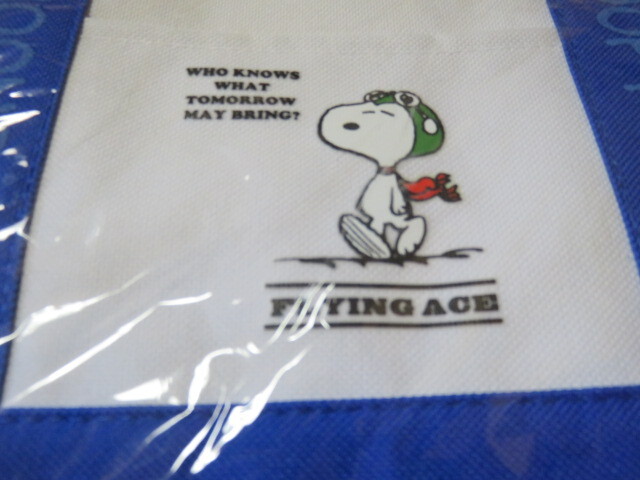 WHO KNOWS
WHAT
TOMORROW
MAY BRING?
FLYING ACE